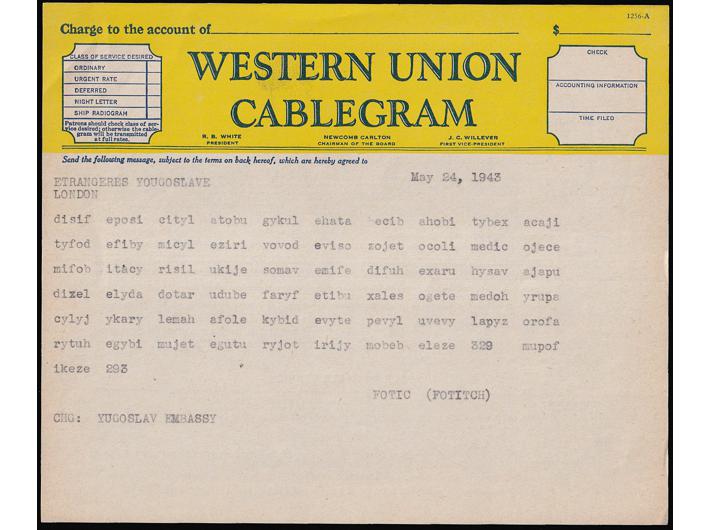 1256-A
Charge to the account of $
CLASS OF SERVICE DESIRED
ORDINARY
URGENT RATE
DEFERRED
NIGHT LETTER
SHIP RADIOGRAM
Patrons should check class of ser-
vice desired; otherwise the cable-
gram will be transmitted
at full rates.
WESTERN UNION
CABLEGRAM
R. B. WHITE
PRESIDENT
NEWCOMB CARLTON
CHAIRMAN OF THE BOARD
J. C. WILLEVER
FIRST VICE-PRESIDENT
CHECK
ACCOUNTING INFORMATION
TIME FILED
Send the following message, subject to the terms on back hereof, which are hereby agreed to
May 24, 1943
ETRANGERES YOUGOSLAVE
LONDON
disif eposi cityl atobu gykul ehata ecib ahobi tybex acaji
tyfod efiby micyl eziri vovod eviso zojet ocoli medic ojece
mifob itacy risil ukije somav emife difuh exaru hysav ajapu
dixel elyda dotar udube faryf etibu xales ogete medoh yrupa
cylyj ykary lemah afole kybid evyte pevyl uvevy lapyz orofa
rytuh egybi mujet egutu ryjot irijy mobeb eleze 329 mupof
ikeze 293
FOTIC (FOTITCH)
CHG: YUGOSLAV EMBASSY